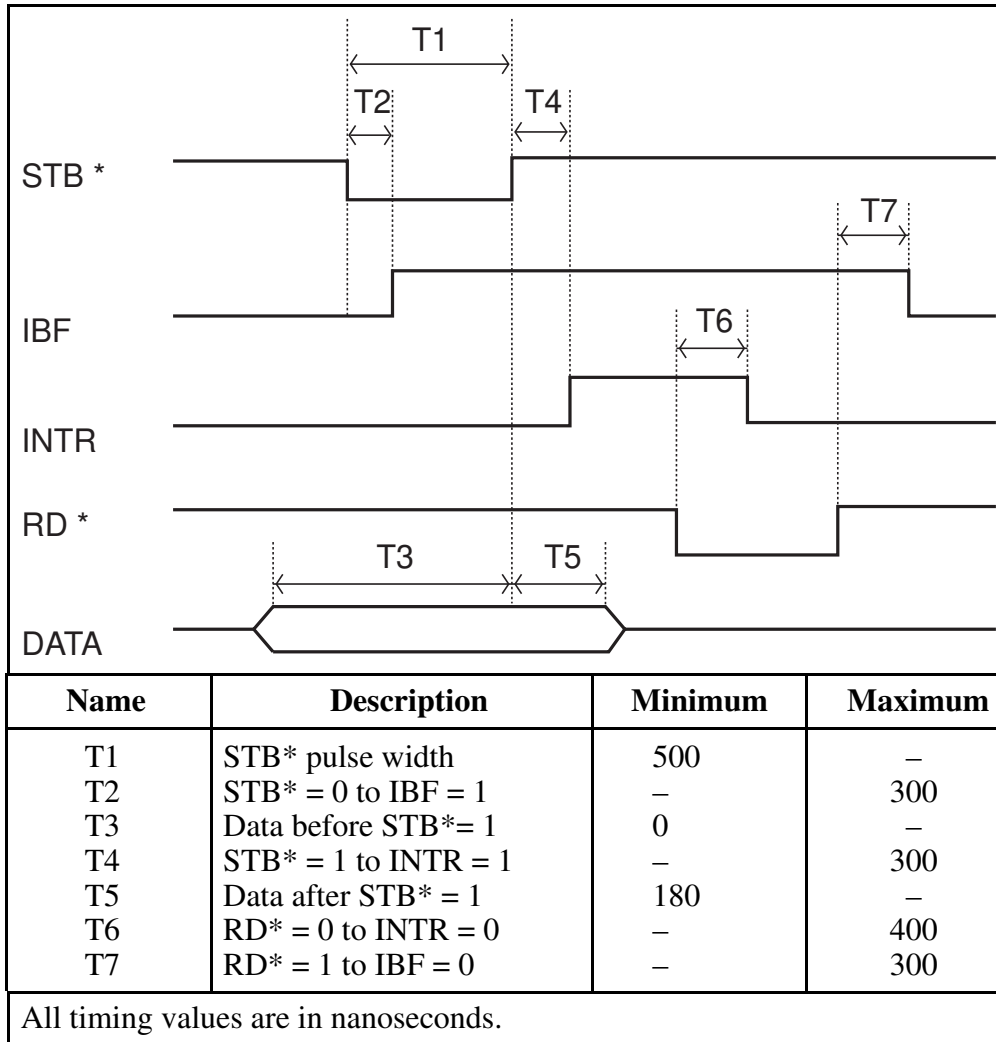 T1
T2 T4
STB *
T7
IBF
T6
INTR
RD *
T3 T5
DATA
Name Description Minimum Maximum
T1 STB* pulse width 500 –
T2 STB* = 0 to IBF = 1 – 300
T3 Data before STB*= 1 0 –
T4 STB* = 1 to INTR = 1 – 300
T5 Data after STB* = 1 180 –
T6 RD* = 0 to INTR = 0 – 400
T7 RD* = 1 to IBF = 0 – 300
All timing values are in nanoseconds.